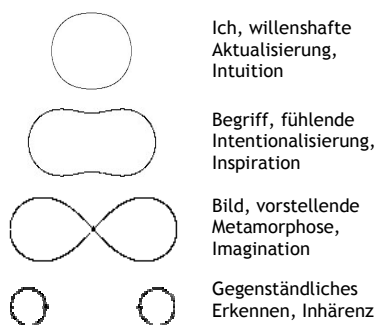 Ich, willenshafte
Aktualisierung,
Intuition
Begriff, fühlende
Intentionalisierung,
Inspiration
Bild, vorstellende
Metamorphose,
Imagination
Gegenständliches
Erkennen, Inhärenz